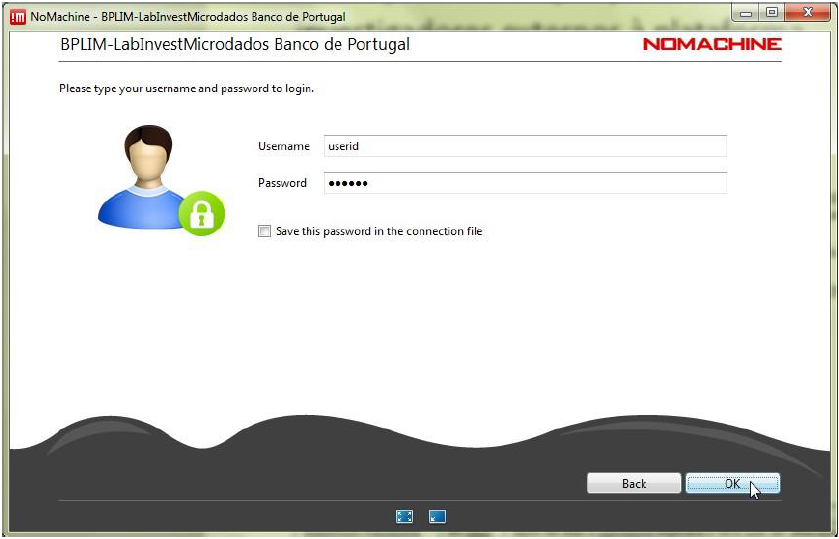 NoMachine - BPLIM-LabInvestMicrodados Banco de Portugal
BPLIM-LabInvestMicrodados Banco de Portugal
NOMACHINE
Please type your username and password to login.
Username userid
Password ••••••
Save this password in the connection file
Back OK